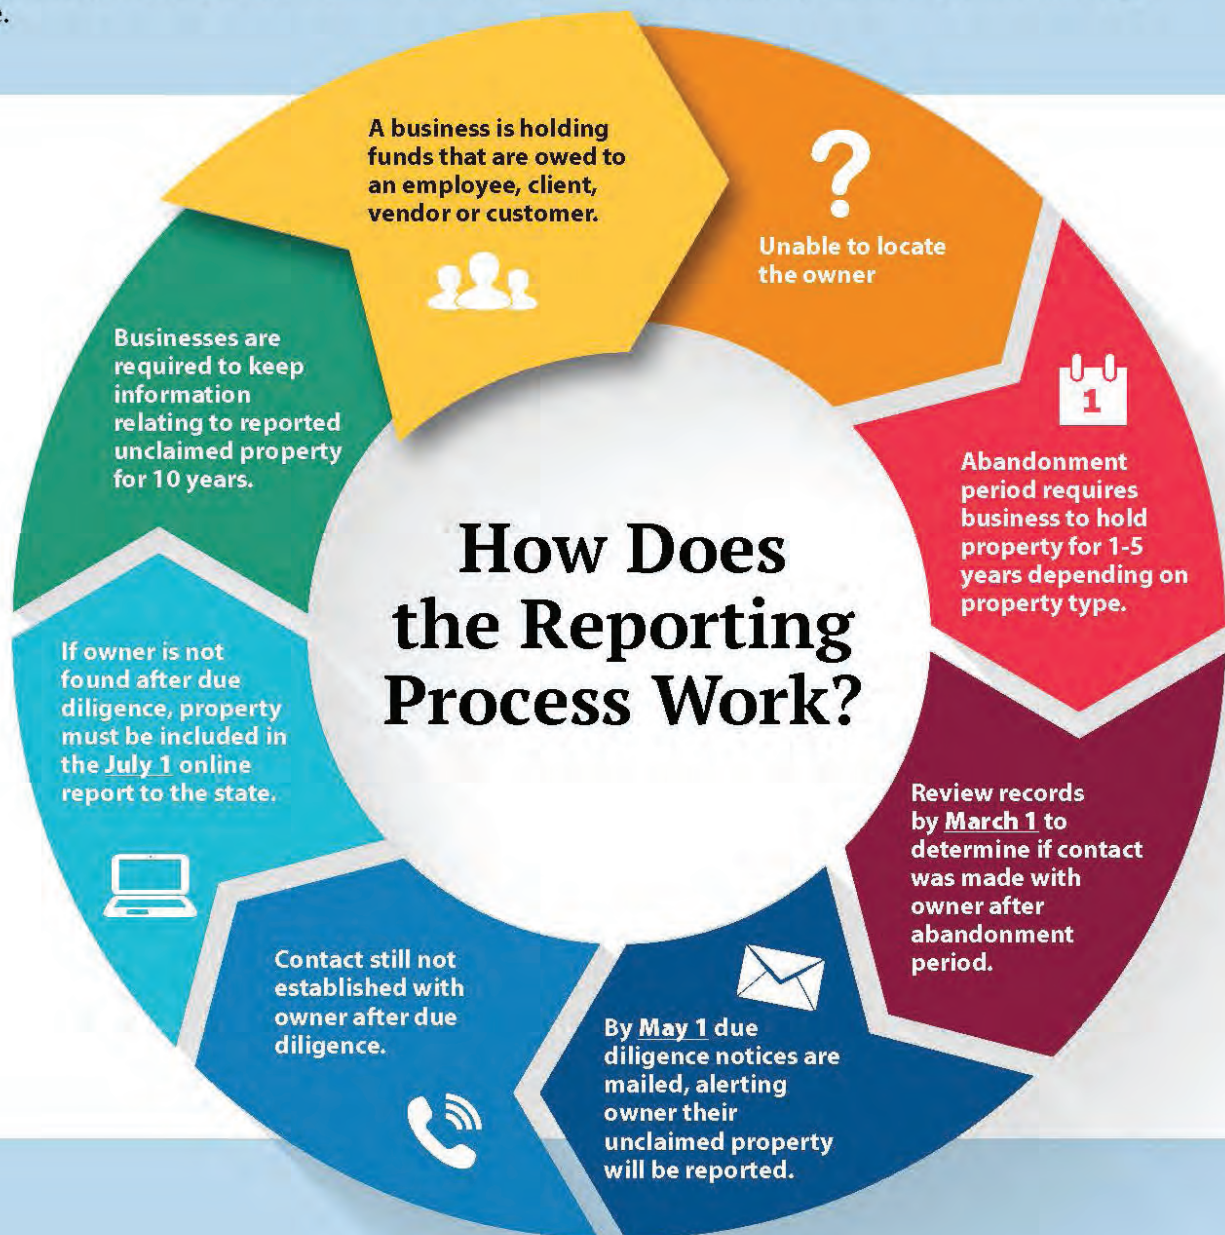 A business is holding
funds that are owed to
an employee, client,
vendor or customer.
Unable to locate
the owner
1
Abandonment
period requires
business to hold
property for 1-5
years depending on
property type.
Review records
by March 1 to
determine if contact
was made with
owner after
abandonment
period.
By May 1 due
diligence notices are
mailed, alerting
owner their
unclaimed property
will be reported.
Contact still not
established with
owner after due
diligence.
If owner is not
found after due
diligence, property
must be included in
the July 1 online
report to the state.
Businesses are
required to keep
information
relating to reported
unclaimed property
for 10 years.
How Does
the Reporting
Process Work?